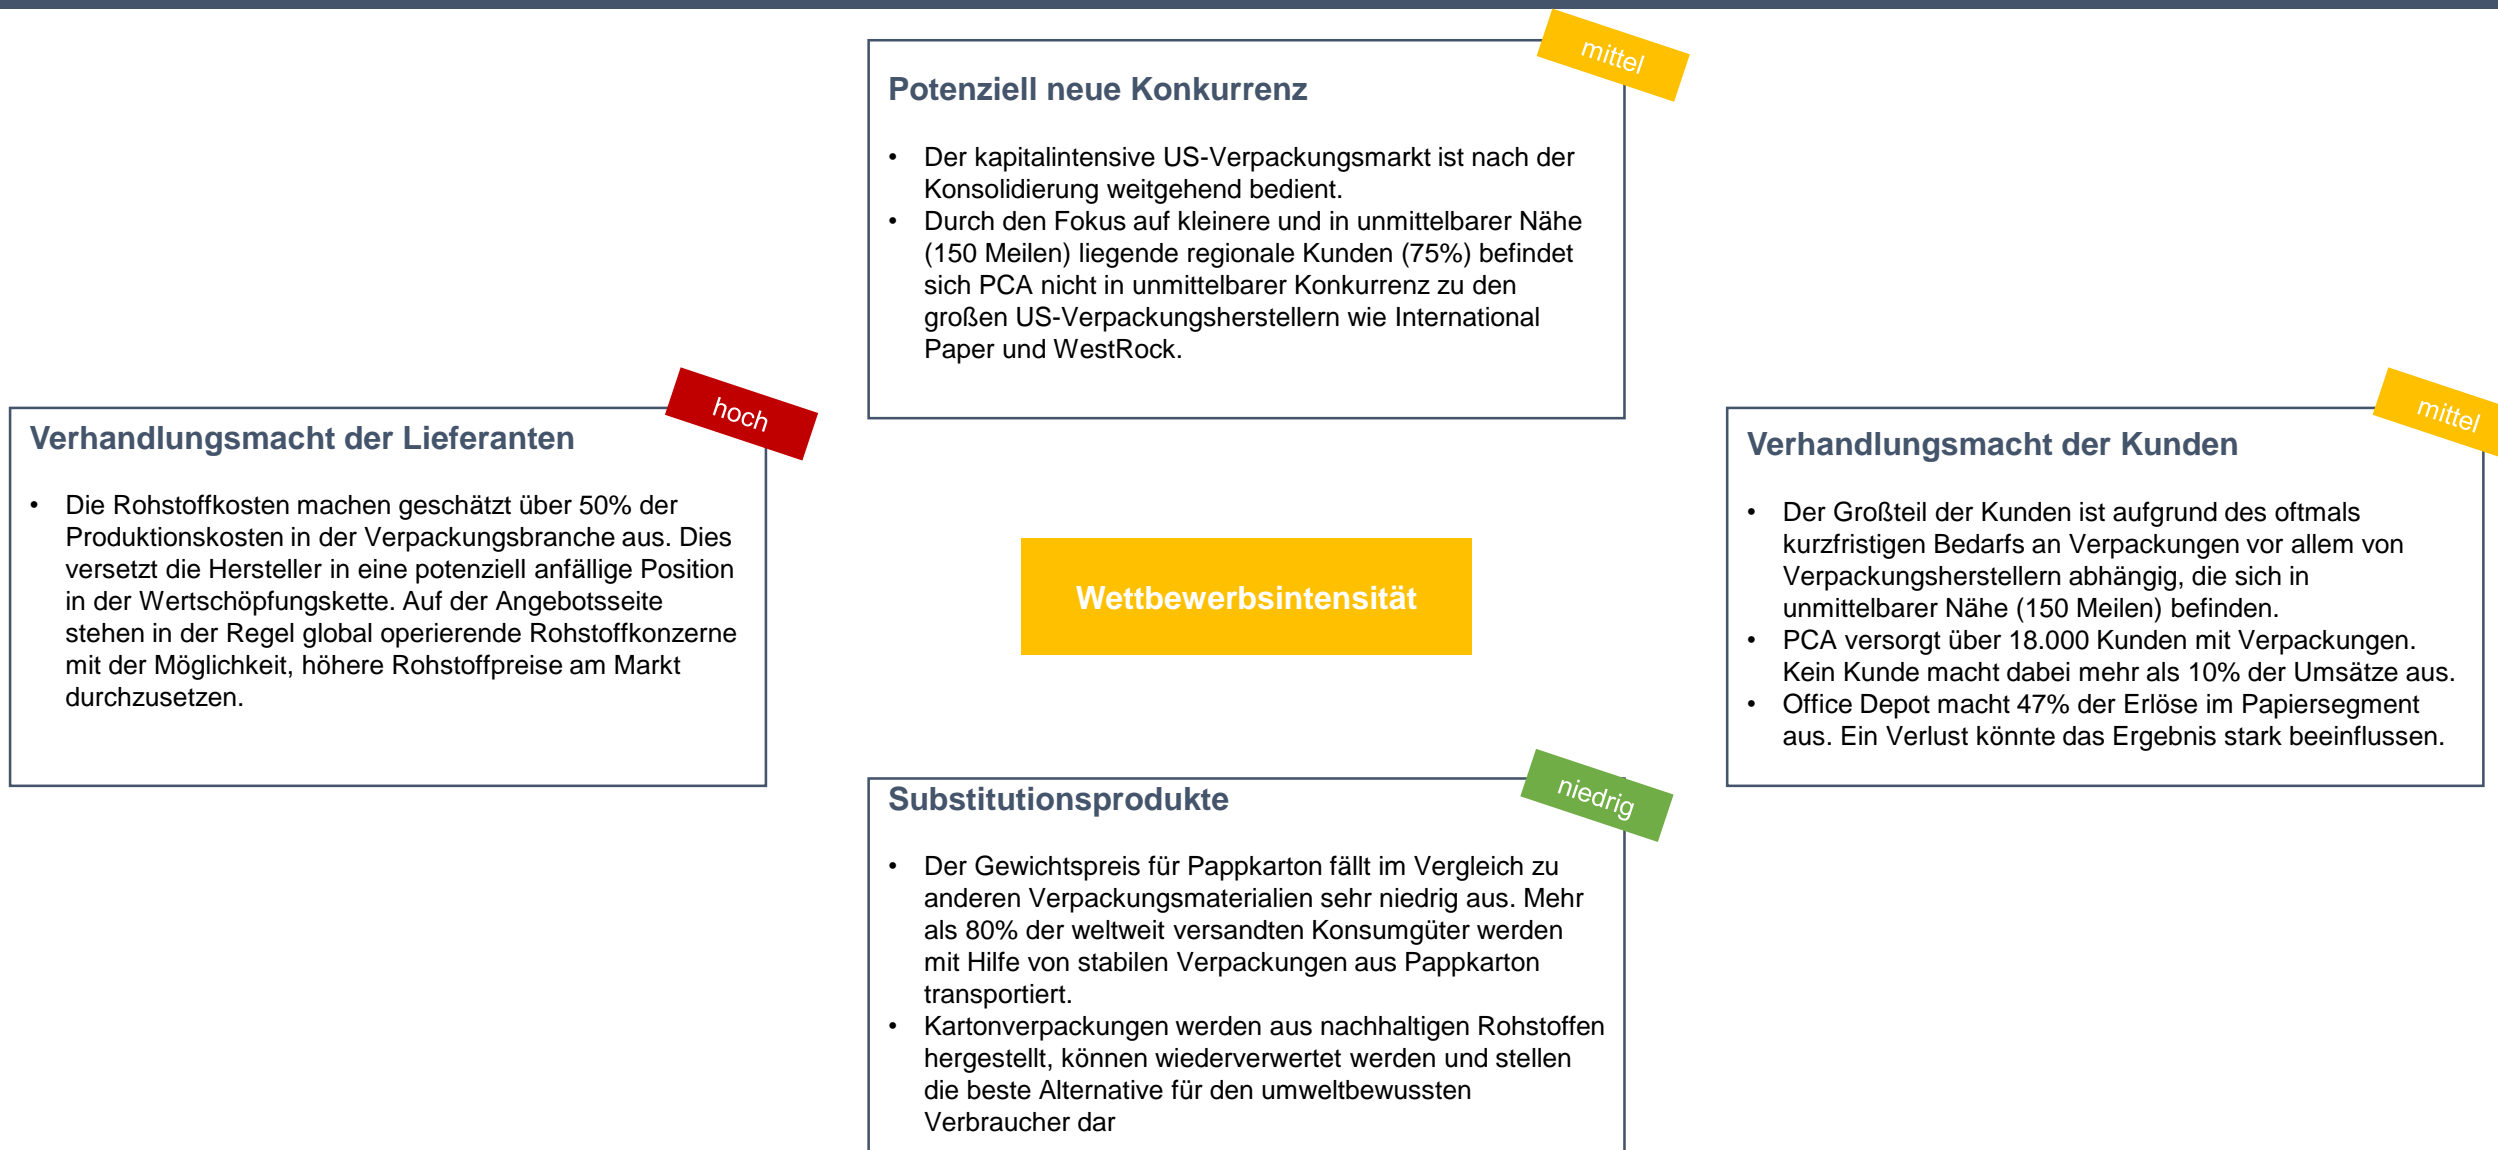 mittel
Potenziell neue Konkurrenz
• Der kapitalintensive US-Verpackungsmarkt ist nach der
Konsolidierung weitgehend bedient.
• Durch den Fokus auf kleinere und in unmittelbarer Nähe
(150 Meilen) liegende regionale Kunden (75%) befindet
sich PCA nicht in unmittelbarer Konkurrenz zu den
großen US-Verpackungsherstellern wie International
Paper und WestRock.
hoch
Verhandlungsmacht der Lieferanten
• Die Rohstoffkosten machen geschätzt über 50% der
Produktionskosten in der Verpackungsbranche aus. Dies
versetzt die Hersteller in eine potenziell anfällige Position
in der Wertschöpfungskette. Auf der Angebotsseite
stehen in der Regel global operierende Rohstoffkonzerne
mit der Möglichkeit, höhere Rohstoffpreise am Markt
durchzusetzen.
Wettbewerbsintensität
mittel
Verhandlungsmacht der Kunden
• Der Großteil der Kunden ist aufgrund des oftmals
kurzfristigen Bedarfs an Verpackungen vor allem von
Verpackungsherstellern abhängig, die sich in
unmittelbarer Nähe (150 Meilen) befinden.
• PCA versorgt über 18.000 Kunden mit Verpackungen.
Kein Kunde macht dabei mehr als 10% der Umsätze aus.
• Office Depot macht 47% der Erlöse im Papiersegment
aus. Ein Verlust könnte das Ergebnis stark beeinflussen.
niedrig
Substitutionsprodukte
• Der Gewichtspreis für Pappkarton fällt im Vergleich zu
anderen Verpackungsmaterialien sehr niedrig aus. Mehr
als 80% der weltweit versandten Konsumgüter werden
mit Hilfe von stabilen Verpackungen aus Pappkarton
transportiert.
• Kartonverpackungen werden aus nachhaltigen Rohstoffen
hergestellt, können wiederverwertet werden und stellen
die beste Alternative für den umweltbewussten
Verbraucher dar